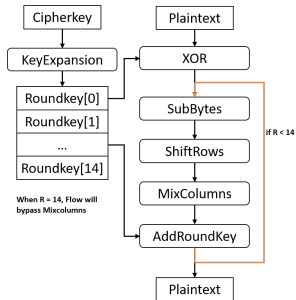 Cipherkey
Plaintext
KeyExpansion
XOR
Roundkey[0]
Roundkey[1]
...
Roundkey[14]
if R < 14
SubBytes
ShiftRows
MixColumns
AddRoundKey
When R = 14, Flow will
bypass Mixcolumns
Plaintext